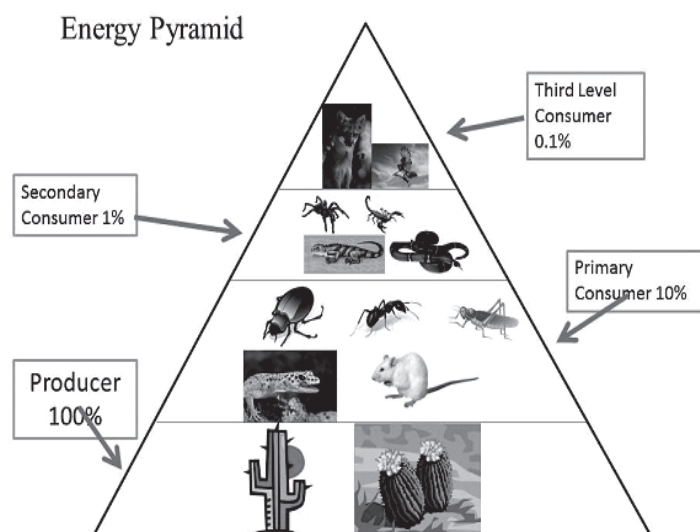 Energy Pyramid
Third Level
Consumer
0.1%
Secondary
Consumer 1%
Primary
Consumer 10%
Producer
100%